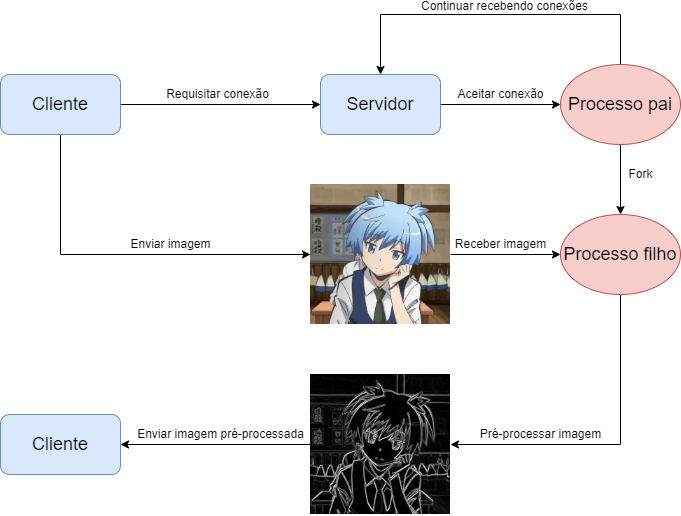 Continuar recebendo conexões
Cliente
Requisitar conexão
Servidor
Aceitar conexão
Processo pai
Fork
Enviar imagem
Receber imagem
Processo filho
Cliente
Enviar imagem pré-processada
Pré-processar imagem